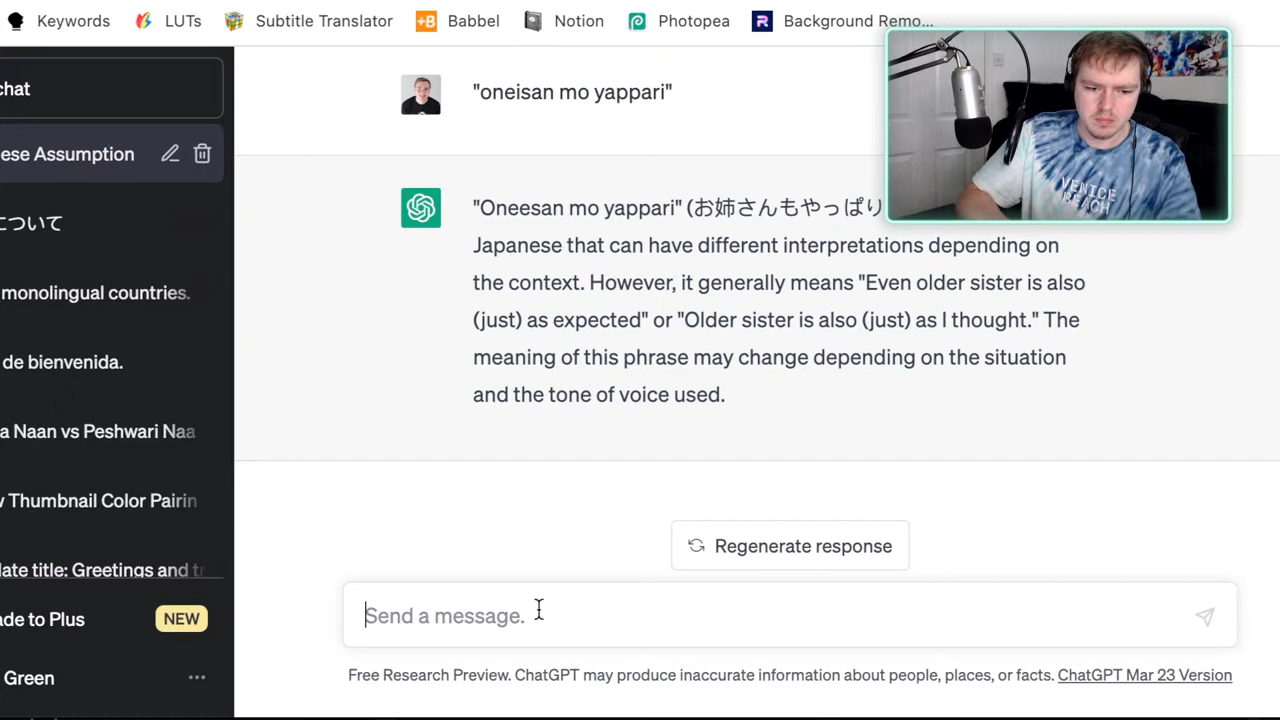 Keywords
LUTs
Subtitle Translator
+B Babbel
Notion
Photopea
R Background Remo...
chat
"oneisan mo yappari"
ese Assumption
"Oneesan mo yappari" (お姉さんもやっぱり
Japanese that can have different interpretations depending on
the context. However, it generally means "Even older sister is also
(just) as expected" or "Older sister is also (just) as I thought." The
meaning of this phrase may change depending on the situation
and the tone of voice used.
について
monolingual countries.
de bienvenida.
a Naan vs Peshwari Naa
Thumbnail Color Pairin
late title: Greetings and tr
ade to Plus
NEW
Green
VENICE
BEACH
Regenerate response
Send a message.
Free Research Preview. ChatGPT may produce inaccurate information about people, places, or facts. ChatGPT Mar 23 Version